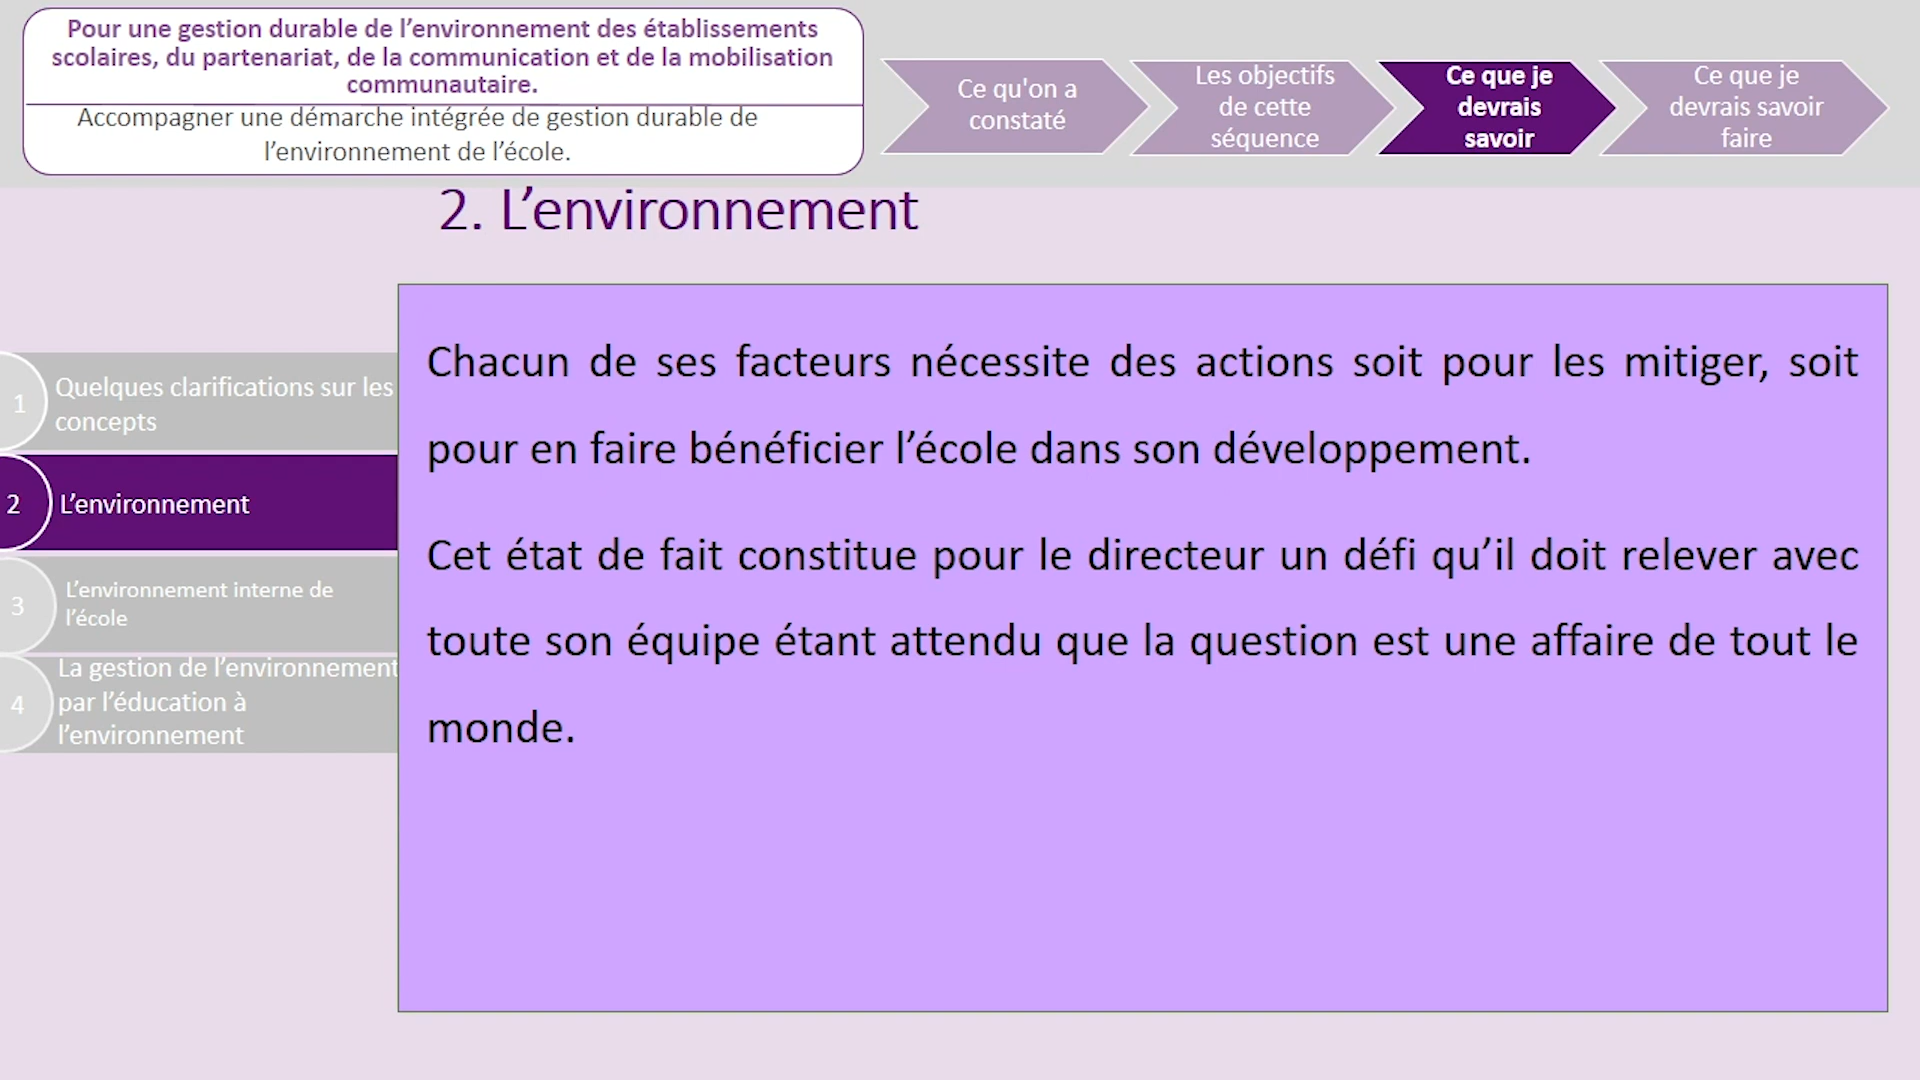 Pour une gestion durable de l’environnement des établissements
scolaires, du partenariat, de la communication et de la mobilisation
communautaire.
Accompagner une démarche intégrée de gestion durable de
l’environnement de l’école.
Ce qu'on a
constaté
Les objectifs
de cette
séquence
Ce que je
devrais
savoir
Ce que je
devrais savoir
faire
2. L’environnement
1
Quelques clarifications sur les
concepts
2
L’environnement
3
L’environnement interne de
l’école
4
La gestion de l’environnement
par l’éducation à
l’environnement
Chacun de ses facteurs nécessite des actions soit pour les mitiger, soit
pour en faire bénéficier l’école dans son développement.
Cet état de fait constitue pour le directeur un défi qu’il doit relever avec
toute son équipe étant attendu que la question est une affaire de tout le
monde.